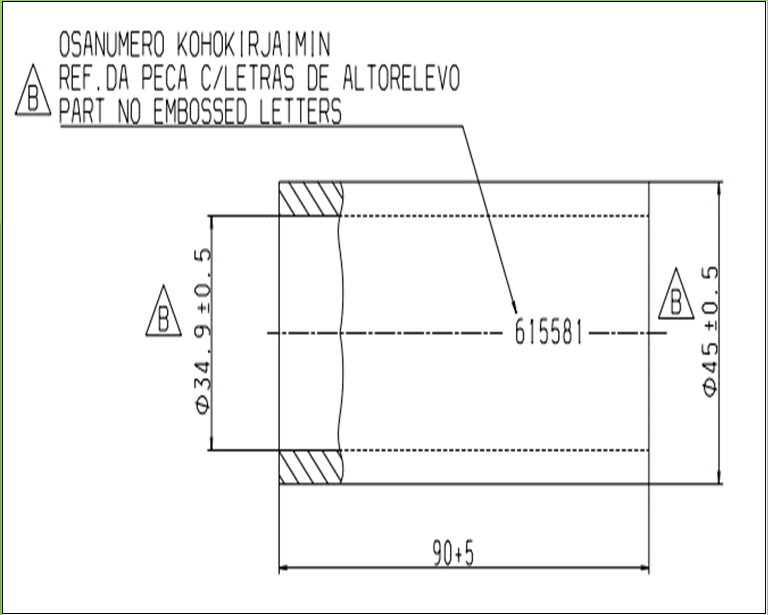 OSANUMERO KOHOKIRJAIMIN
REF.DA PECA C/LETRAS DE ALTORELEVO
B
PART NO EMBOSSED LETTERS
Φ34.9±0.5
B
615581
B
Φ45±0.5
90+5